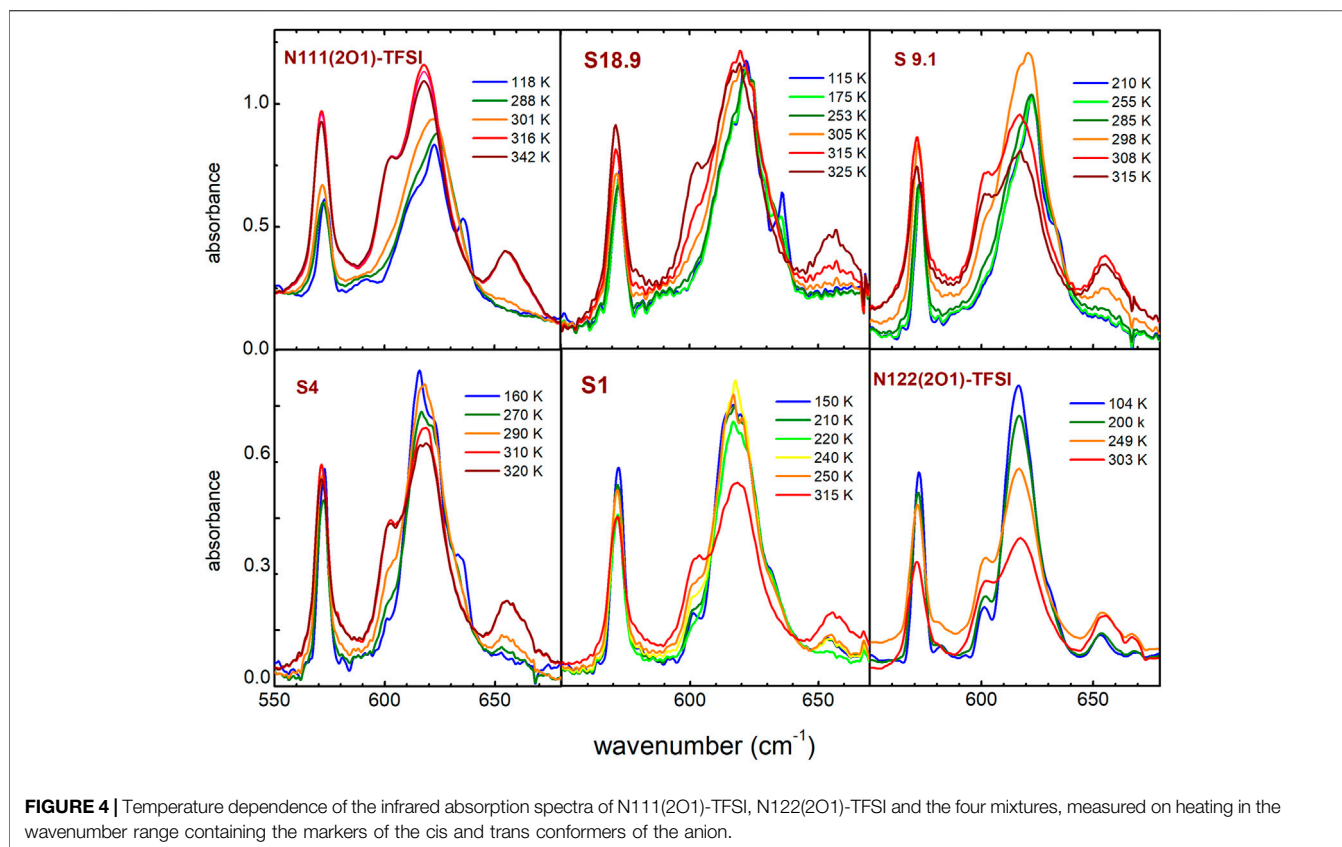 N111(2O1)-TFSI
118 K
288 K
301 K
316 K
342 K
S18.9
115 K
175 K
253 K
305 K
315 K
325 K
S 9.1
210 K
255 K
285 K
298 K
308 K
315 K
absorbance
1.0
0.5
0.0
S4
160 K
270 K
290 K
310 K
320 K
S1
150 K
210 K
220 K
240 K
250 K
315 K
N122(2O1)-TFSI
104 K
200 k
249 K
303 K
absorbance
0.6
0.3
0.0
550 600 650 600 650 600 650
wavenumber (cm⁻¹)
FIGURE 4 | Temperature dependence of the infrared absorption spectra of N111(2O1)-TFSI, N122(2O1)-TFSI and the four mixtures, measured on heating in the
wavenumber range containing the markers of the cis and trans conformers of the anion.